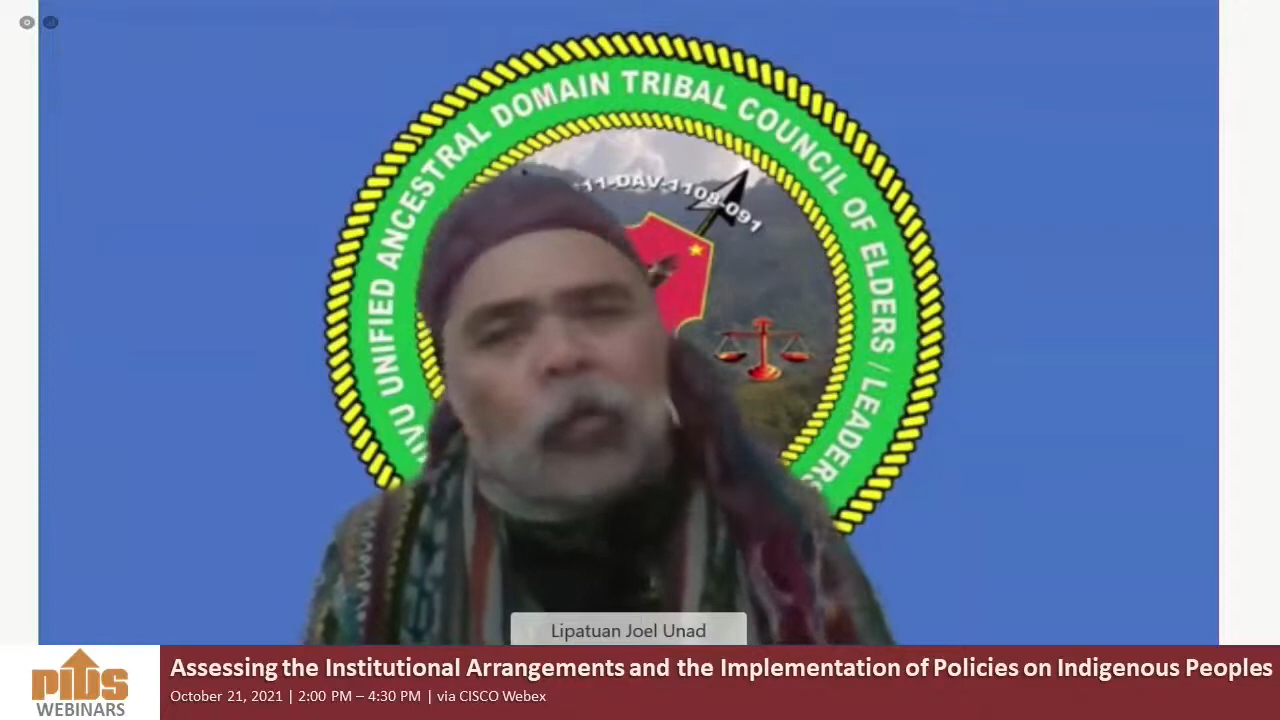 UNIFIED ANCESTRAL DOMAIN TRIBAL COUNCIL OF ELDERS / LEADERS
11-DAV-1108-091
Lipatuan Joel Unad
Assessing the Institutional Arrangements and the Implementation of Policies on Indigenous Peoples
October 21, 2021 | 2:00 PM – 4:30 PM | via CISCO Webex
pids
WEBINARS